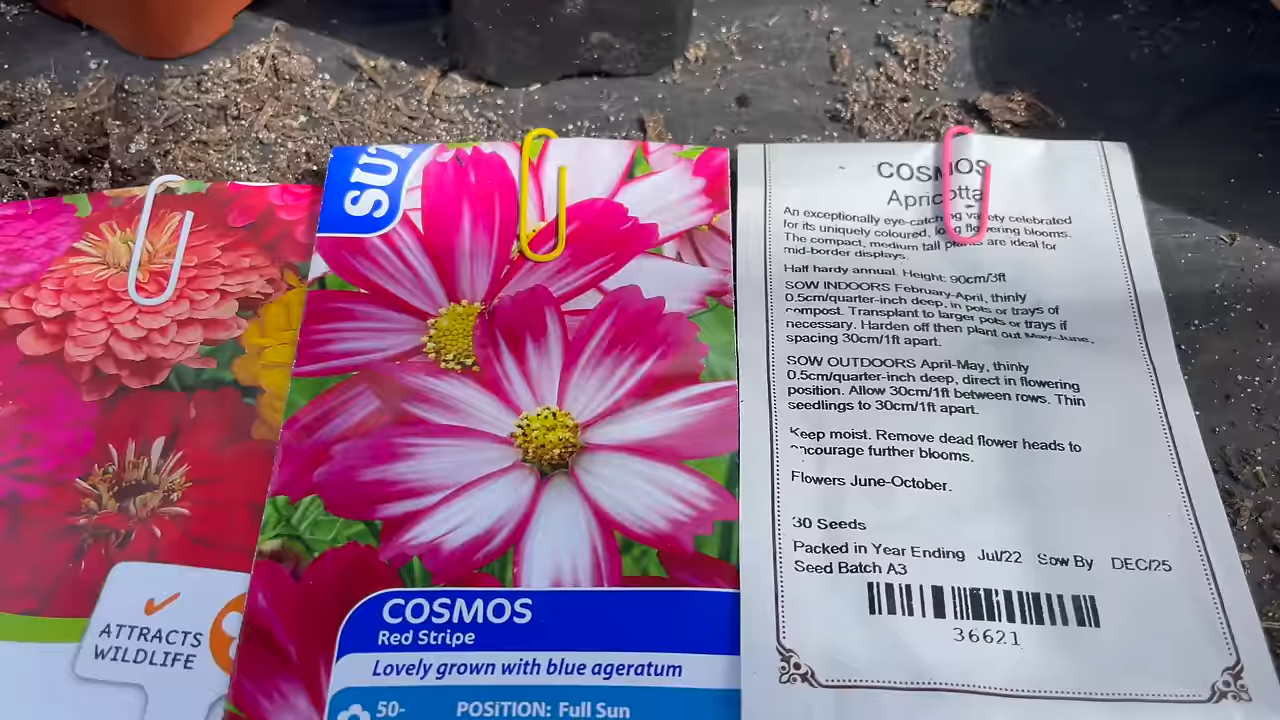 ATTRACTS
WILDLIFE
SU
COSMOS
Red Stripe
Lovely grown with blue ageratum
50-
POSITION: Full Sun
COSMOS
An exceptionally eye-catching variety celebrated
for its uniquely coloured, long flowering blooms.
The compact, medium tall plants are ideal for
mid-border displays.
Half hardy annual. Height: 90cm/3ft
SOW INDOORS February-April, thinly
0.5cm/quarter-inch deep, in pots or trays of
compost. Transplant to larger pots or trays if
necessary. Harden off then plant out May-June,
spacing 30cm/1ft apart.
SOW OUTDOORS April-May, thinly
0.5cm/quarter-inch deep, direct in flowering
position. Allow 30cm/1ft between rows. Thin
seedlings to 30cm/1ft apart.
Keep moist. Remove dead flower heads to
encourage further blooms.
Flowers June-October.
30 Seeds
Packed in Year Ending Jul/22 Sow By DEC/25
Seed Batch A3
36621